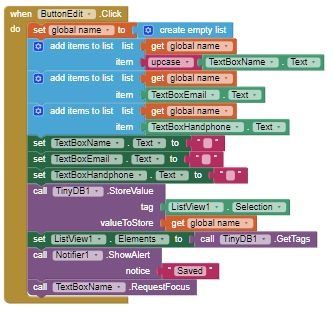 when ButtonEdit .Click
do set global name to create empty list
add items to list list get global name
item upcase TextBoxName . Text
add items to list list get global name
item TextBoxEmail . Text
add items to list list get global name
item TextBoxHandphone . Text
set TextBoxName . Text to " "
set TextBoxEmail . Text to " "
set TextBoxHandphone . Text to " "
call TinyDB1 .StoreValue
tag ListView1 . Selection
valueToStore get global name
set ListView1 . Elements to call TinyDB1 .GetTags
call Notifier1 .ShowAlert
notice " Saved "
call TextBoxName .RequestFocus